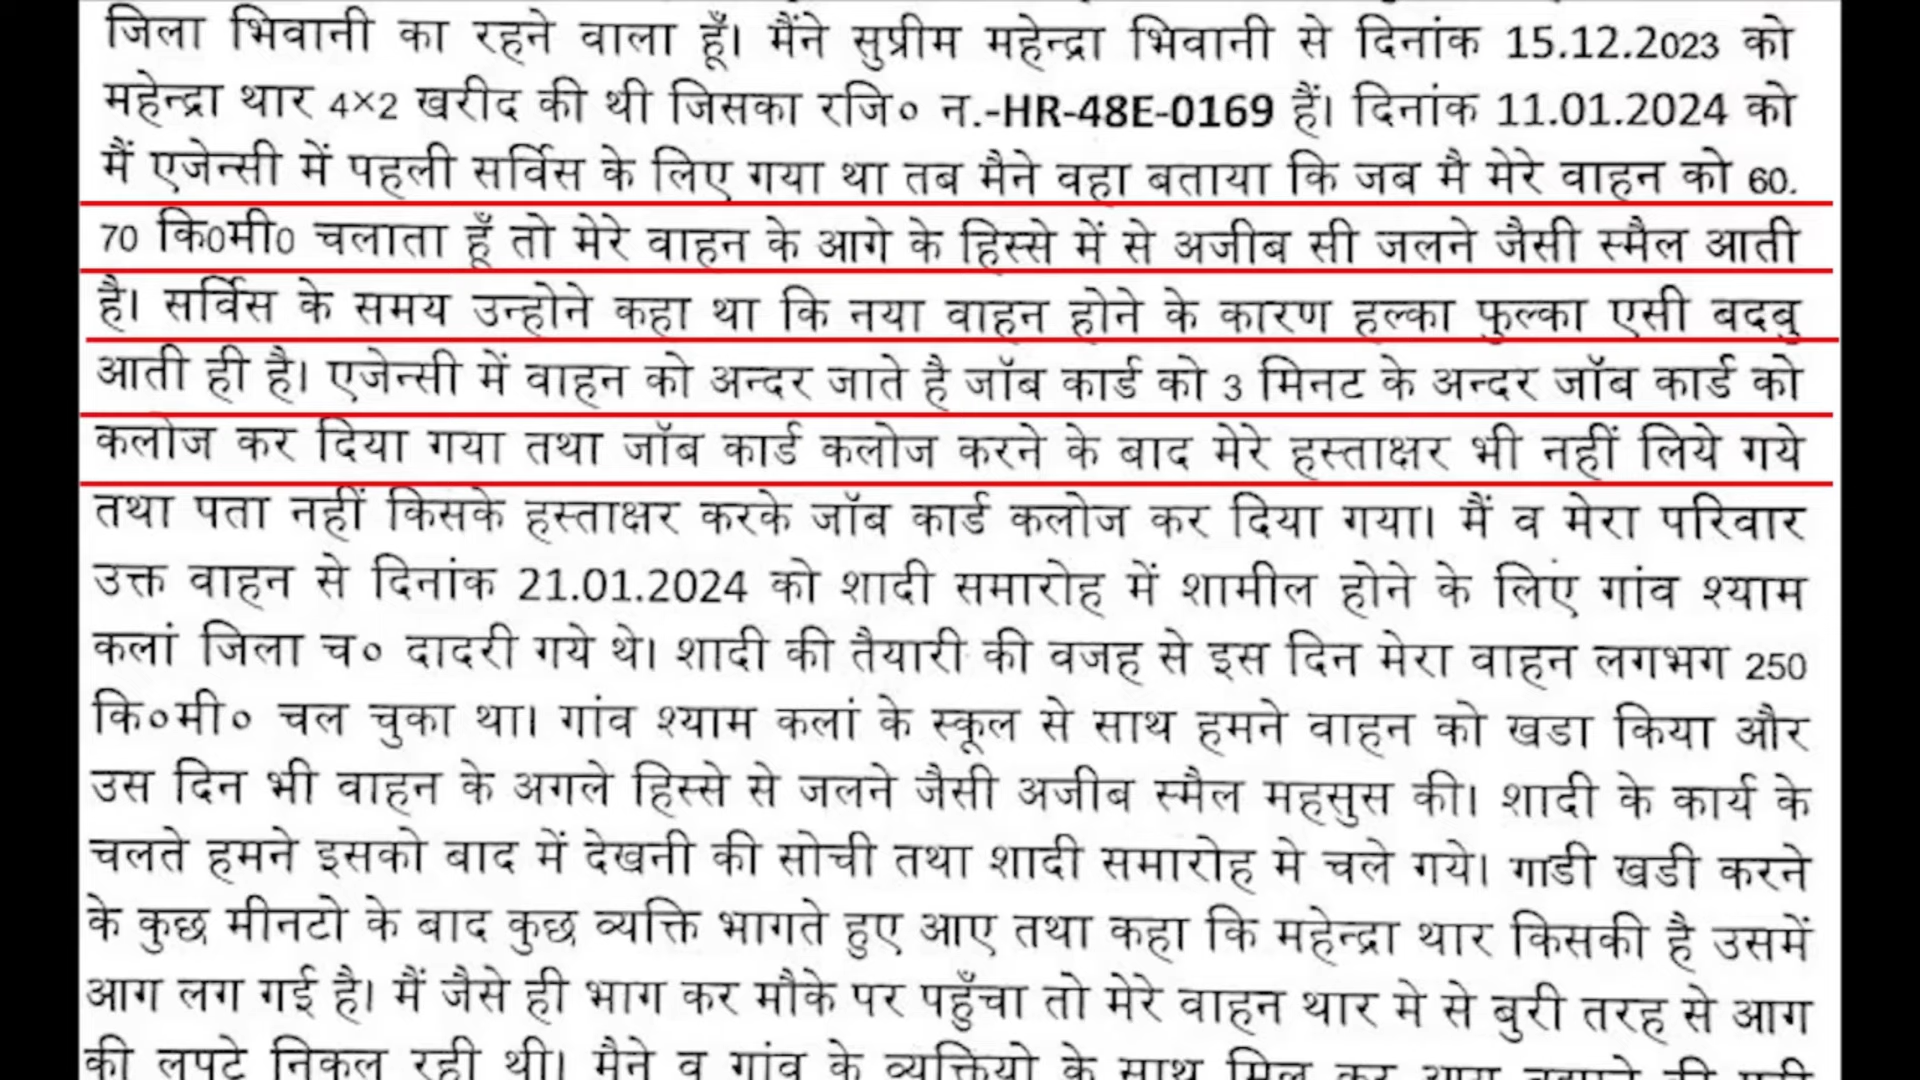 जिला भिवानी का रहने वाला हूँ। मैंने सुप्रीम महेन्द्रा भिवानी से दिनांक 15.12.2023 को
महेन्द्रा थार 4×2 खरीद की थी जिसका रजि० न.-HR-48E-0169 हैं। दिनांक 11.01.2024 को
मैं एजेन्सी में पहली सर्विस के लिए गया था तब मैने वहा बताया कि जब मै मेरे वाहन को 60.
70 कि0मी0 चलाता हूँ तो मेरे वाहन के आगे के हिस्से में से अजीब सी जलने जैसी स्मैल आती
है। सर्विस के समय उन्होने कहा था कि नया वाहन होने के कारण हल्का फुल्का एसी बदबु
आती ही है। एजेन्सी में वाहन को अन्दर जाते है जॉब कार्ड को 3 मिनट के अन्दर जॉब कार्ड को
कलोज कर दिया गया तथा जॉब कार्ड कलोज करने के बाद मेरे हस्ताक्षर भी नहीं लिये गये
तथा पता नहीं किसके हस्ताक्षर करके जॉब कार्ड कलोज कर दिया गया। मैं व मेरा परिवार
उक्त वाहन से दिनांक 21.01.2024 को शादी समारोह में शामील होने के लिए गांव श्याम
कलां जिला च० दादरी गये थे। शादी की तैयारी की वजह से इस दिन मेरा वाहन लगभग 250
कि०मी० चल चुका था। गांव श्याम कलां के स्कूल से साथ हमने वाहन को खडा किया और
उस दिन भी वाहन के अगले हिस्से से जलने जैसी अजीब स्मैल महसुस की। शादी के कार्य के
चलते हमने इसको बाद में देखनी की सोची तथा शादी समारोह मे चले गये। गाडी खडी करने
के कुछ मीनटो के बाद कुछ व्यक्ति भागते हुए आए तथा कहा कि महेन्द्रा थार किसकी है उसमें
आग लग गई है। मैं जैसे ही भाग कर मौके पर पहुँचा तो मेरे वाहन थार मे से बुरी तरह से आग
की लपटे निकल रही थी। मैने व गांव के व्यक्तियो के साथ मिल कर आग